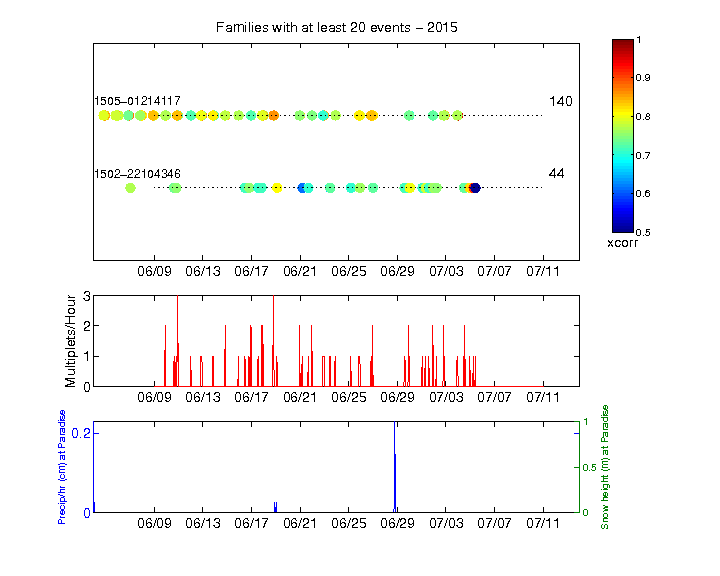 Families with at least 20 events – 2015
1505–01214117
140
1502–22104346
44
06/09 06/13 06/17 06/21 06/25 06/29 07/03 07/07 07/11
1
0.9
0.8
0.7
0.6
0.5
xcorr
Multiplets/Hour
3
2
1
0
06/09 06/13 06/17 06/21 06/25 06/29 07/03 07/07 07/11
Precip/hr (cm) at Paradise
0.2
0
1
0.5
0
Snow height (m) at Paradise
06/09 06/13 06/17 06/21 06/25 06/29 07/03 07/07 07/11